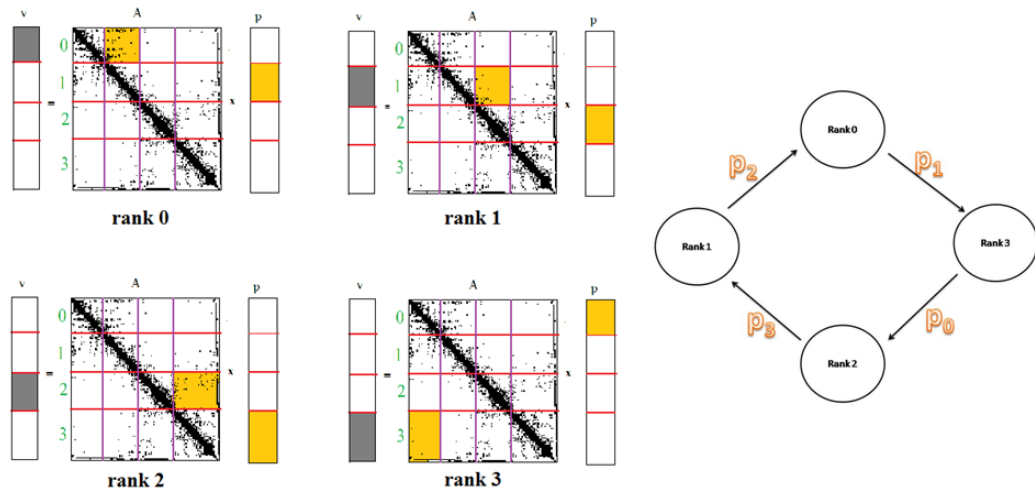 v A p
0
1
2
3
= x
rank 0
v A p
0
1
2
3
= x
rank 1
v A p
0
1
2
3
= x
rank 2
v A p
0
1
2
3
= x
rank 3
Rank 0
p2 p1
Rank 1 Rank 3
p3 p0
Rank 2